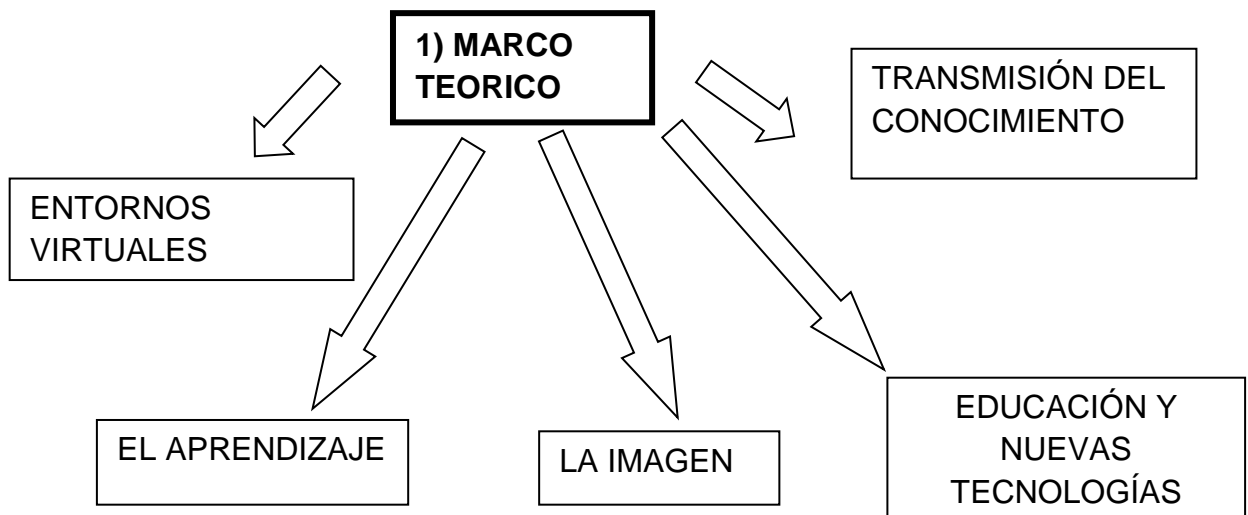 1) MARCO
TEORICO
TRANSMISIÓN DEL
CONOCIMIENTO
ENTORNOS
VIRTUALES
EL APRENDIZAJE
LA IMAGEN
EDUCACIÓN Y
NUEVAS
TECNOLOGÍAS